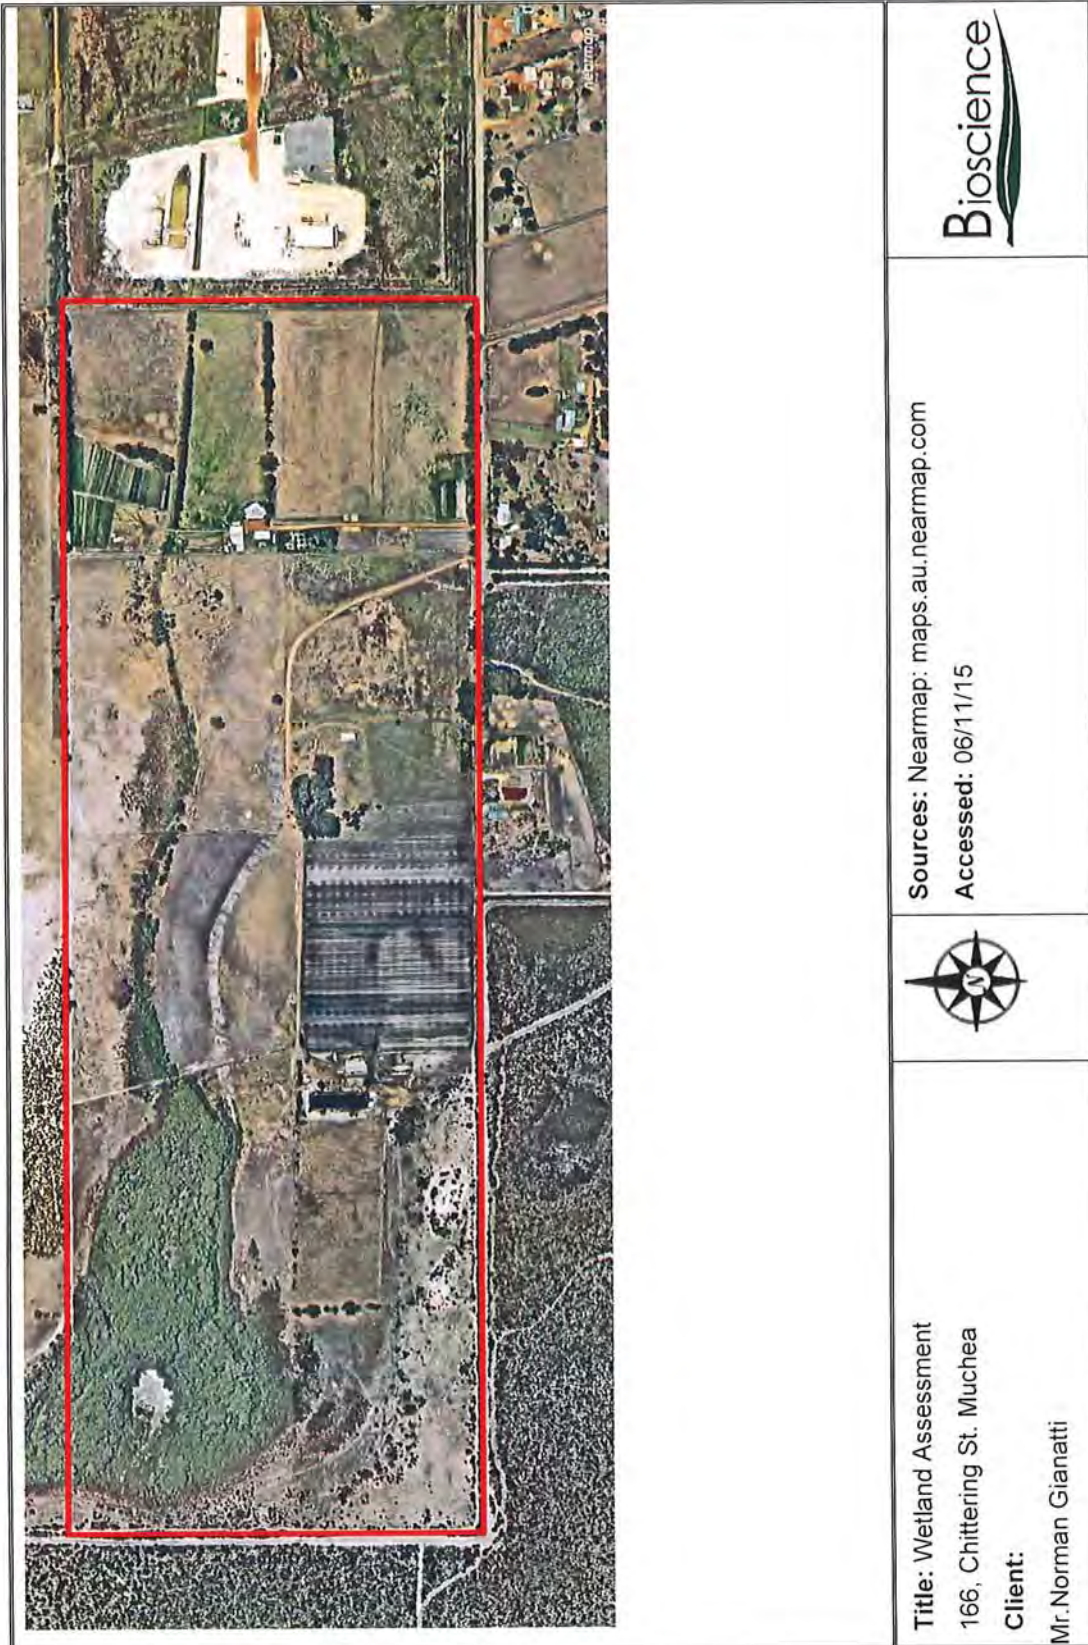 nearmap
Title: Wetland Assessment
166, Chittering St. Muchea
Client:
Mr.Norman Gianatti
N
Sources: Nearmap: maps.au.nearmap.com
Accessed: 06/11/15
Bioscience